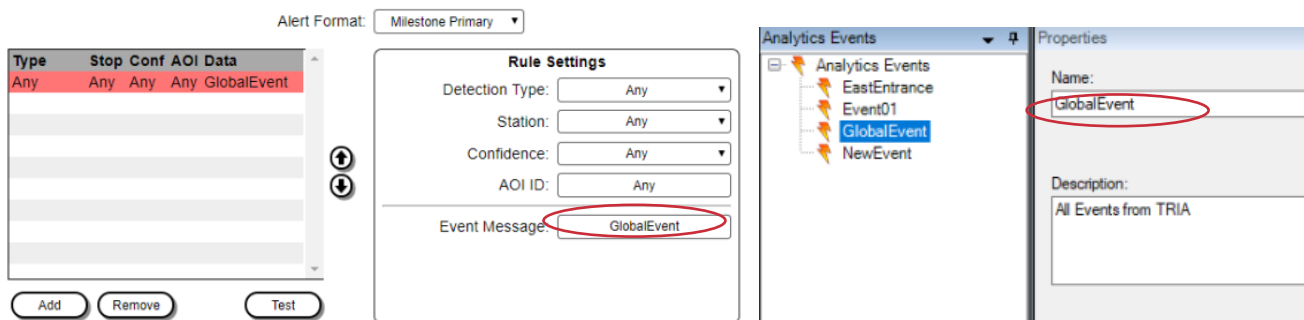 Alert Format: Milestone Primary
Type Stop Conf AOI Data
Any Any Any Any GlobalEvent
Add Remove Test
Rule Settings
Detection Type: Any
Station: Any
Confidence: Any
AOI ID: Any
Event Message: GlobalEvent
Analytics Events
Analytics Events
EastEntrance
Event01
GlobalEvent
NewEvent
Properties
Name:
GlobalEvent
Description:
All Events from TRIA